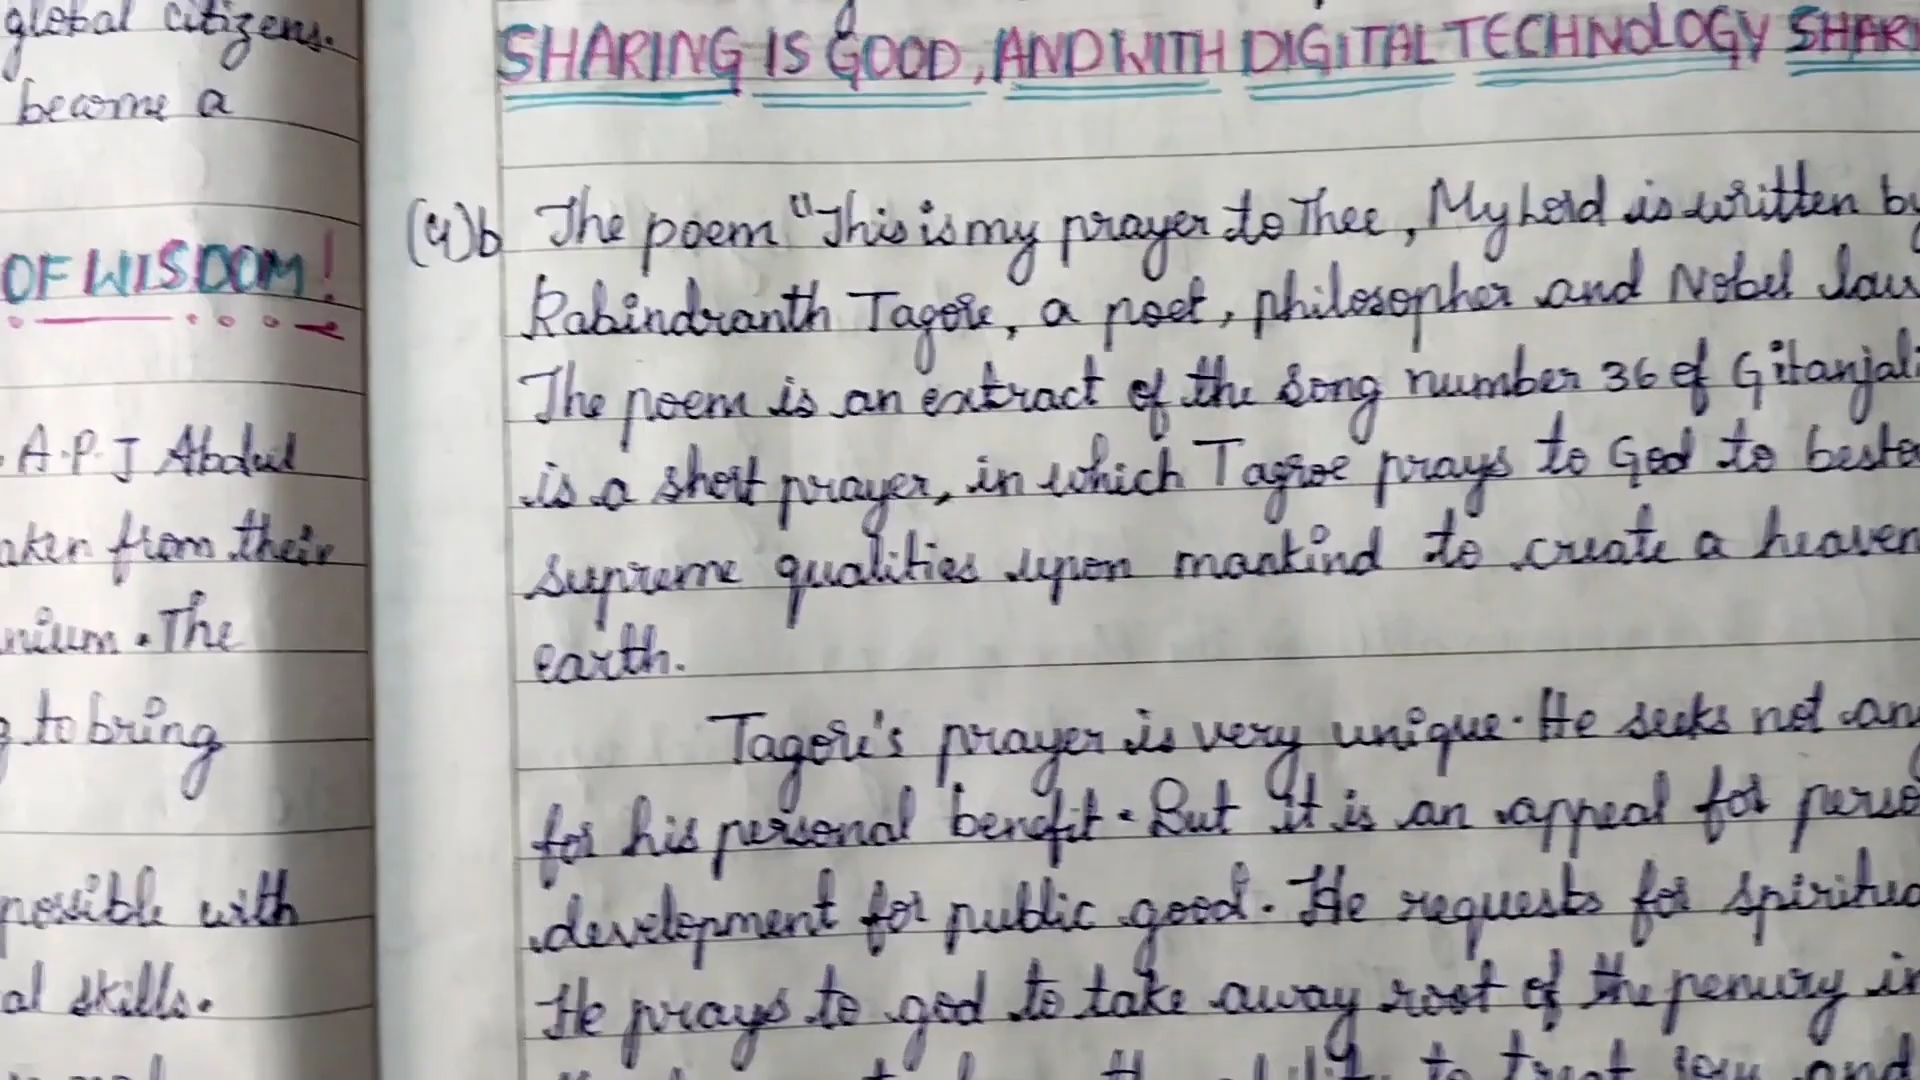 global citizens.
become a
OF WISDOM!
A.P.J Abdul
aken from their
nium. The
g to bring
possible with
al skills.
SHARING IS GOOD, AND WITH DIGITAL TECHNOLOGY SHARI
(4)b The poem "This is my prayer to Thee, My Lord is written by
Rabindranth Tagore, a poet, philosopher and Nobel lau
The poem is an extract of the song number 36 of Gitanjali
is a short prayer, in which Tagroe prays to God to besto
supreme qualities upon mankind to create a heaven
earth.
Tagore's prayer is very unique. He seeks not any
for his personal benefit. But it is an appeal for perso
development for public good. He requests for spiritua
He prays to god to take away root of the penury in
to treat low and